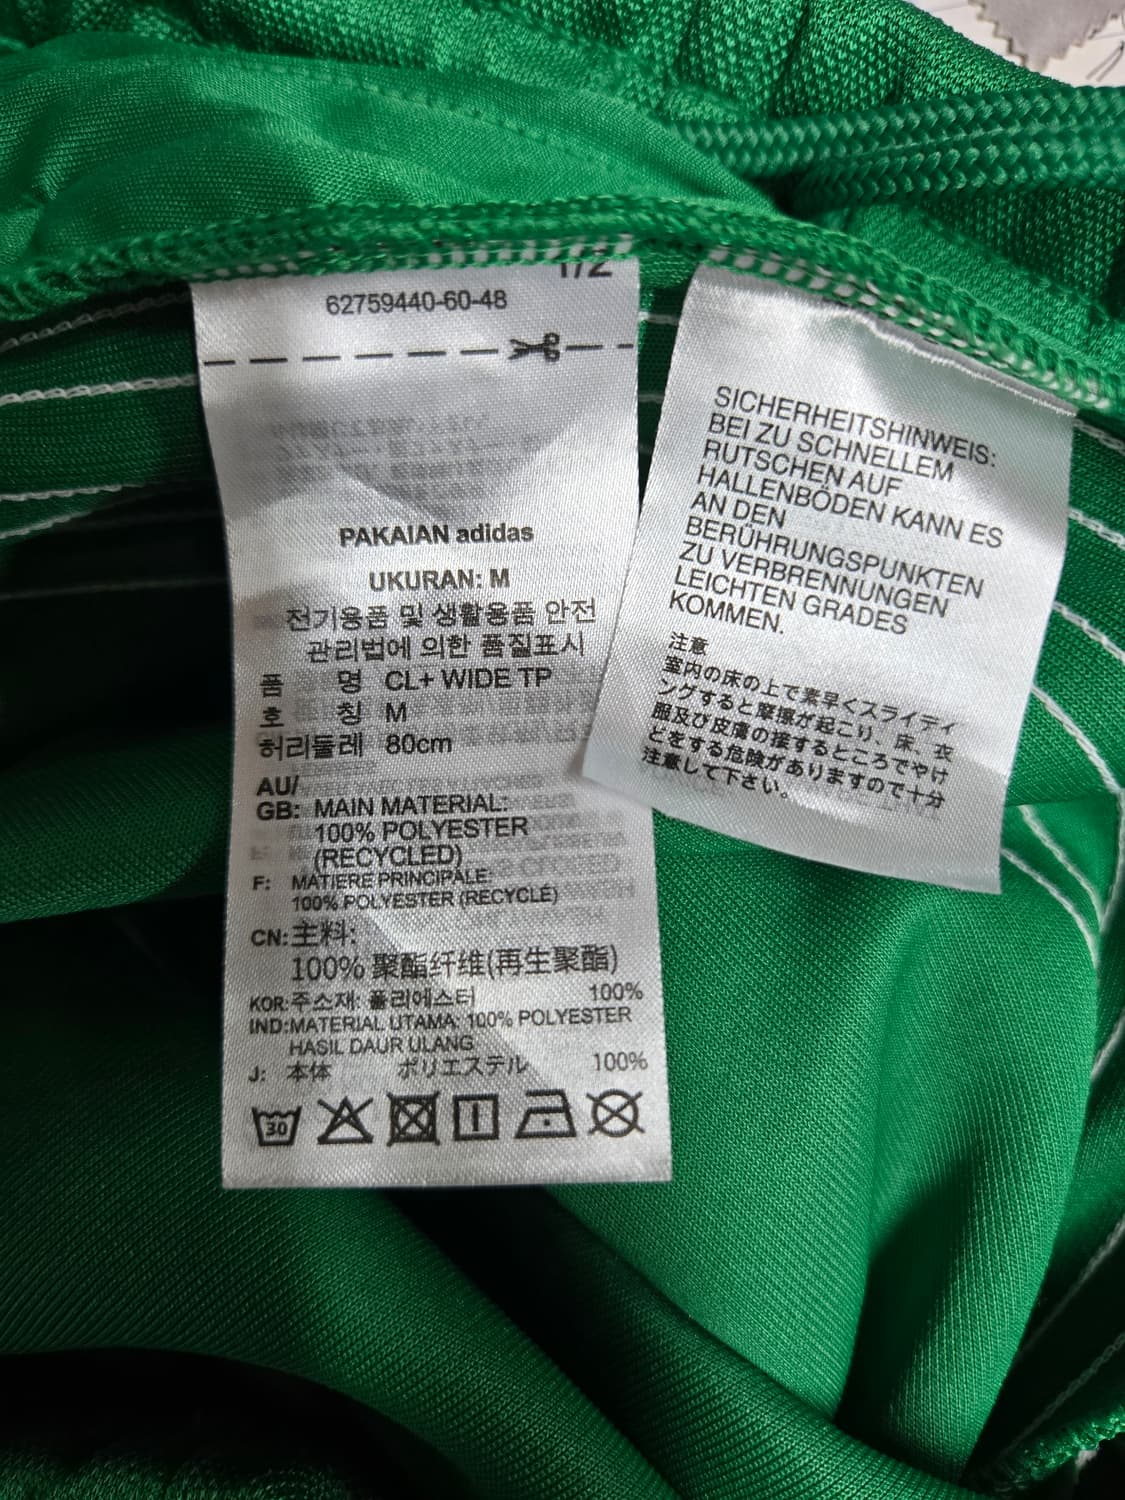 62759440-60-48
PAKAIAN adidas
UKURAN: M
전기용품 및 생활용품 안전
관리법에 의한 품질표시
품 명 CL+ WIDE TP
호 칭 M
허리둘레 80cm
AU/
GB: MAIN MATERIAL:
100% POLYESTER
(RECYCLED)
F: MATIERE PRINCIPALE:
100% POLYESTER (RECYCLÉ)
CN: 主料:
100% 聚酯纤维(再生聚酯)
KOR: 주소재: 폴리에스터 100%
IND: MATERIAL UTAMA: 100% POLYESTER
HASIL DAUR ULANG
J: 本体 ポリエステル 100%
30
SICHERHEITSHINWEIS:
BEI ZU SCHNELLEM
RUTSCHEN AUF
HALLENBÖDEN KANN ES
AN DEN
BERÜHRUNGSPUNKTEN
ZU VERBRENNUNGEN
LEICHTEN GRADES
KOMMEN.
注意
室内の床の上で素早くスライディ
ングすると摩擦が起こり、床、衣
服及び皮膚の接するところでやけ
どをする危険がありますので十分
注意して下さい。